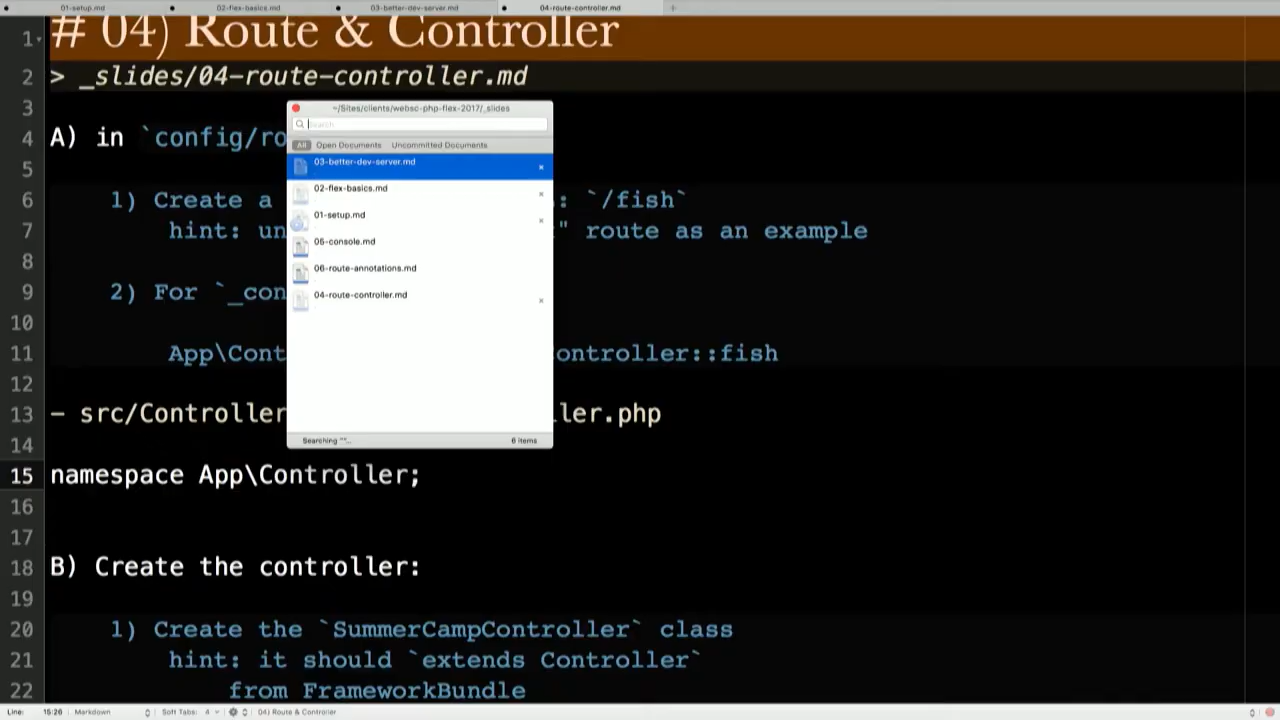 01-setup.md
02-flex-basics.md
03-better-dev-server.md
04-route-controller.md
1 # 04) Route & Controller
2 > _slides/04-route-controller.md
3
~/Sites/clients/websc-php-flex-2017/_slides
Search
4 A) in `config/ro
All Open Documents Uncommitted Documents
5
03-better-dev-server.md
6 1) Create a : `/fish`
02-flex-basics.md
7 hint: un " route as an example
01-setup.md
8
05-console.md
06-route-annotations.md
9 2) For `_con
04-route-controller.md
10
11 App\Cont ontroller::fish
12
13 - src/Controller ller.php
Searching ""... 6 items
14
15 namespace App\Controller;
16
17
18 B) Create the controller:
19
20 1) Create the `SummerCampController` class
21 hint: it should `extends Controller`
22 from FrameworkBundle
Line: 15:26 Markdown Soft Tabs: 4 04) Route & Controller